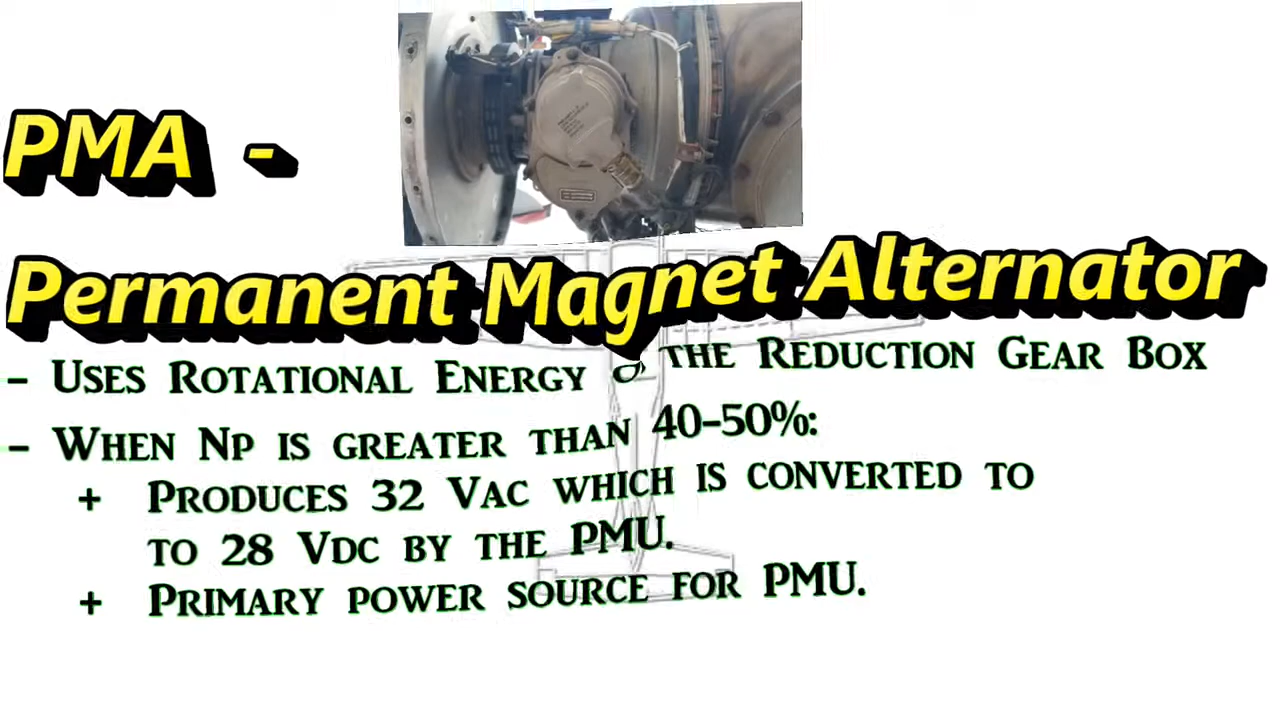 PMA -
Permanent Magnet Alternator
- Uses Rotational Energy the Reduction Gear Box
- When Np is greater than 40-50%:
+ Produces 32 Vac which is converted to
to 28 Vdc by the PMU.
+ Primary power source for PMU.